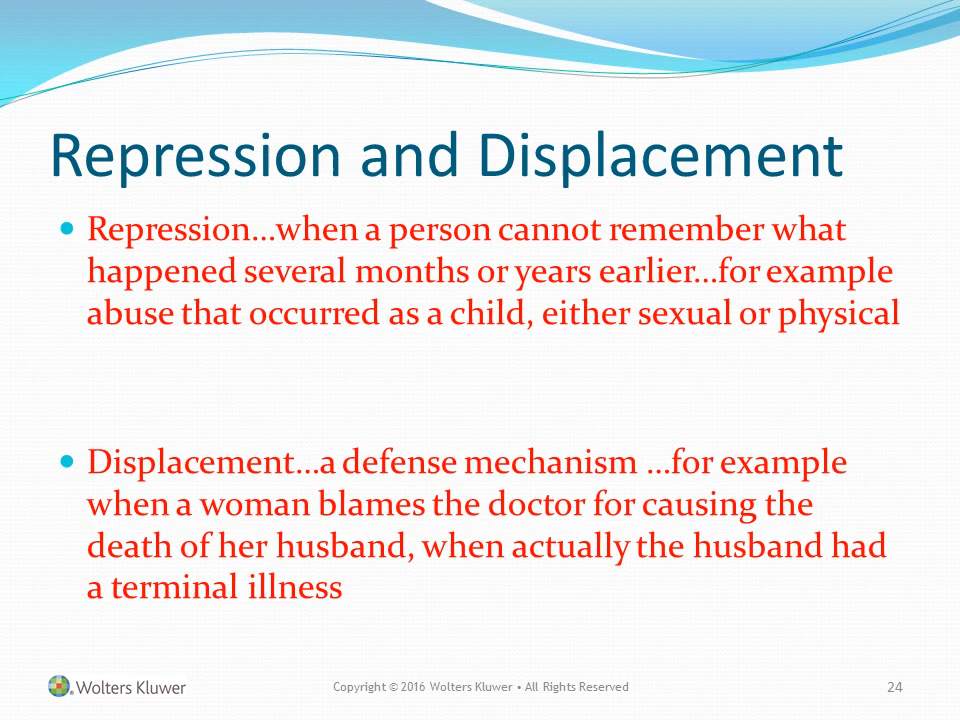 Repression and Displacement
Repression...when a person cannot remember what
happened several months or years earlier...for example
abuse that occurred as a child, either sexual or physical
Displacement...a defense mechanism ...for example
when a woman blames the doctor for causing the
death of her husband, when actually the husband had
a terminal illness
Wolters Kluwer
Copyright © 2016 Wolters Kluwer • All Rights Reserved
24